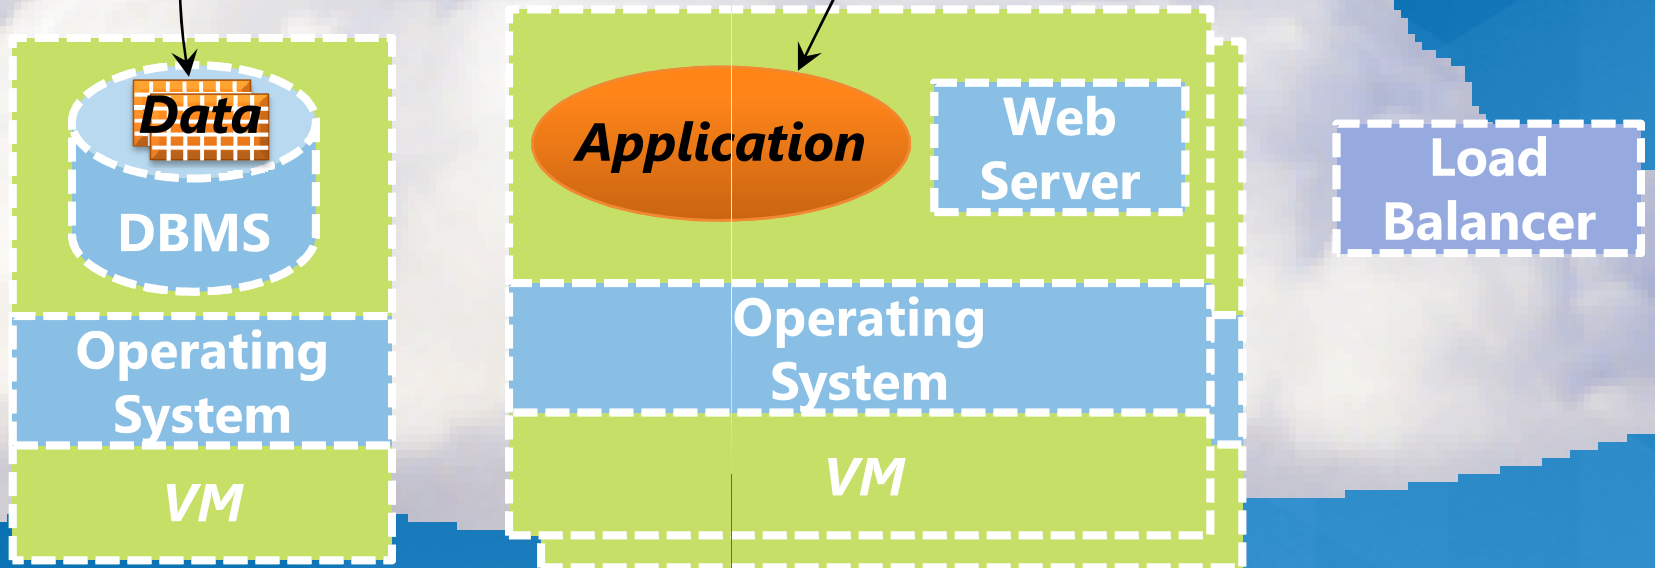 Data
DBMS
Operating
System
VM
Application
Web
Server
Operating
System
VM
Load
Balancer